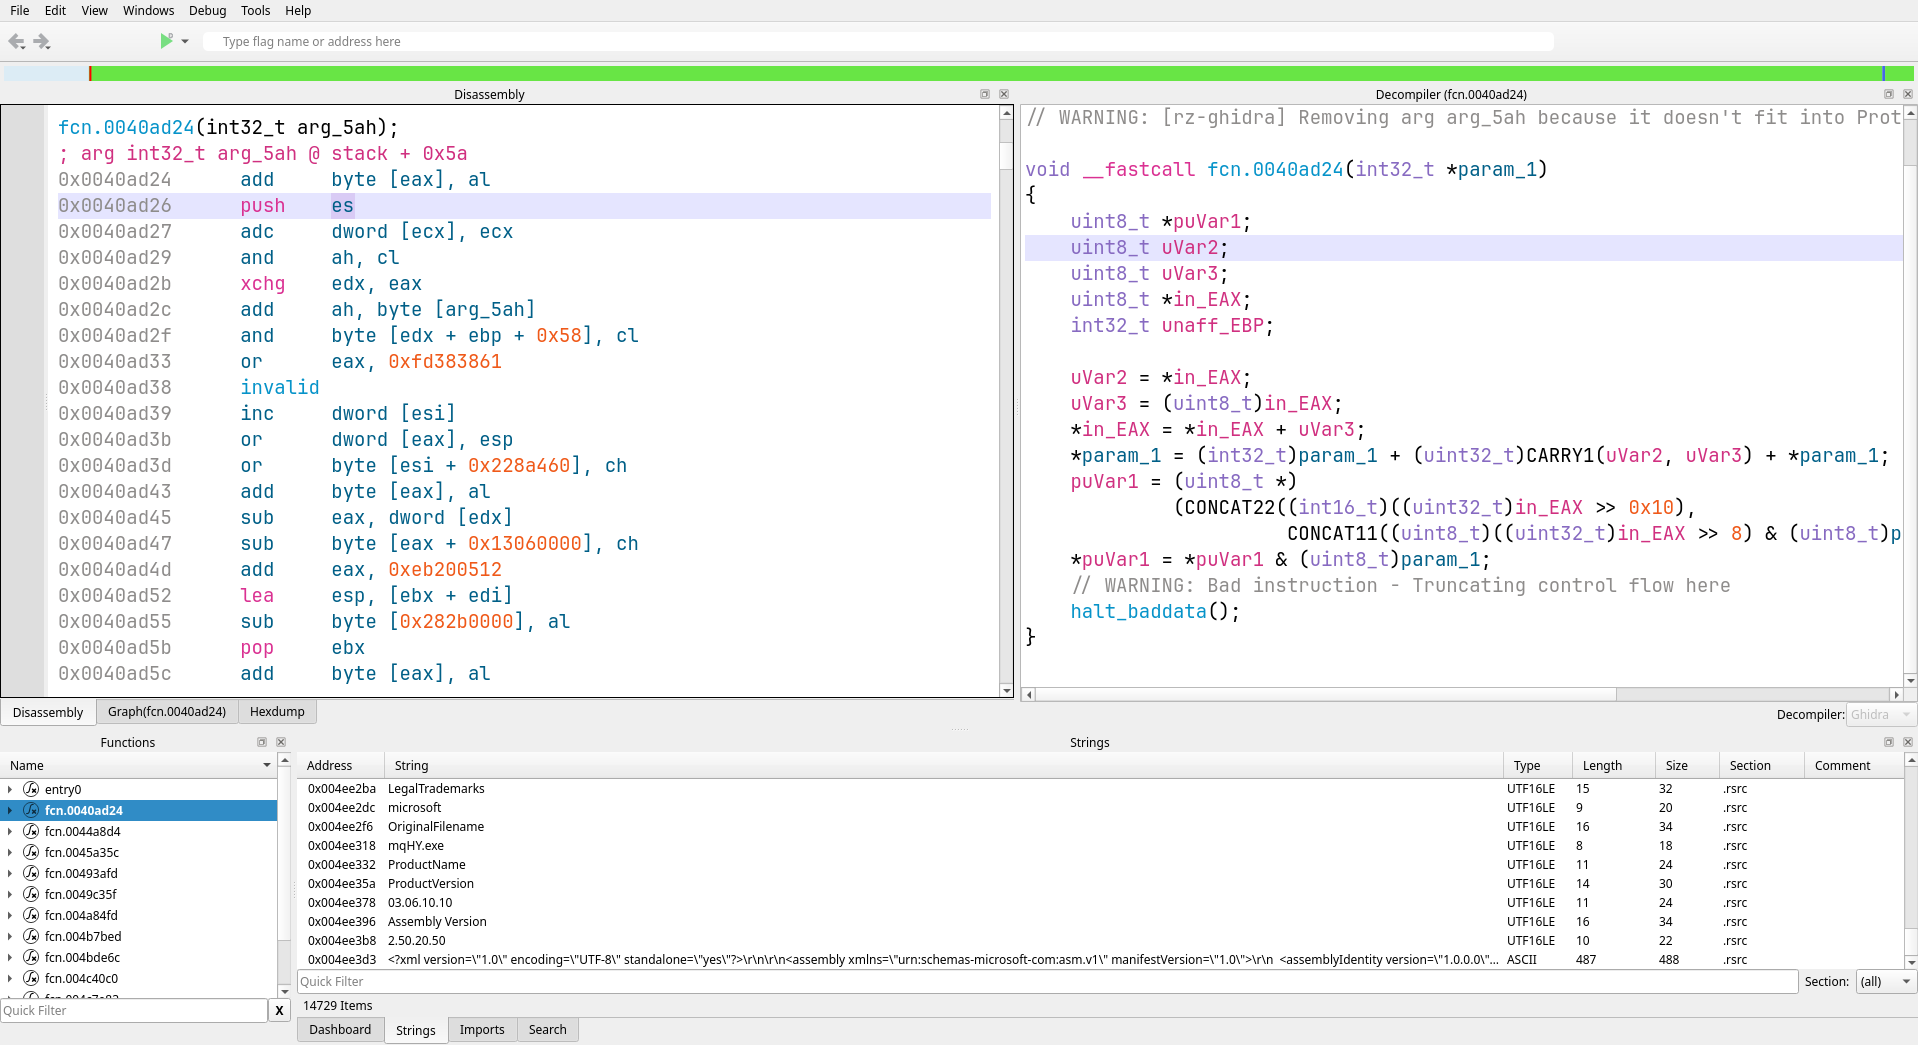 File Edit View Windows Debug Tools Help
Type flag name or address here
Disassembly
fcn.0040ad24(int32_t arg_5ah);
; arg int32_t arg_5ah @ stack + 0x5a
0x0040ad24 add byte [eax], al
0x0040ad26 push es
0x0040ad27 adc dword [ecx], ecx
0x0040ad29 and ah, cl
0x0040ad2b xchg edx, eax
0x0040ad2c add ah, byte [arg_5ah]
0x0040ad2f and byte [edx + ebp + 0x58], cl
0x0040ad33 or eax, 0xfd383861
0x0040ad38 invalid
0x0040ad39 inc dword [esi]
0x0040ad3b or dword [eax], esp
0x0040ad3d or byte [esi + 0x228a460], ch
0x0040ad43 add byte [eax], al
0x0040ad45 sub eax, dword [edx]
0x0040ad47 sub byte [eax + 0x13060000], ch
0x0040ad4d add eax, 0xeb200512
0x0040ad52 lea esp, [ebx + edi]
0x0040ad55 sub byte [0x282b0000], al
0x0040ad5b pop ebx
0x0040ad5c add byte [eax], al
Disassembly Graph(fcn.0040ad24) Hexdump
Decompiler (fcn.0040ad24)
// WARNING: [rz-ghidra] Removing arg arg_5ah because it doesn't fit into Prot
void __fastcall fcn.0040ad24(int32_t *param_1)
{
uint8_t *puVar1;
uint8_t uVar2;
uint8_t uVar3;
uint8_t *in_EAX;
int32_t unaff_EBP;
uVar2 = *in_EAX;
uVar3 = (uint8_t)in_EAX;
*in_EAX = *in_EAX + uVar3;
*param_1 = (int32_t)param_1 + (uint32_t)CARRY1(uVar2, uVar3) + *param_1;
puVar1 = (uint8_t *)
(CONCAT22((int16_t)((uint32_t)in_EAX >> 0x10),
CONCAT11((uint8_t)((uint32_t)in_EAX >> 8) & (uint8_t)p
*puVar1 = *puVar1 & (uint8_t)param_1;
// WARNING: Bad instruction - Truncating control flow here
halt_baddata();
}
Decompiler: Ghidra
Functions
Name
entry0
fcn.0040ad24
fcn.0044a8d4
fcn.0045a35c
fcn.00493afd
fcn.0049c35f
fcn.004a84fd
fcn.004b7bed
fcn.004bde6c
fcn.004c40c0
Quick Filter X
Strings
Address String Type Length Size Section Comment
0x004ee2ba LegalTrademarks UTF16LE 15 32 .rsrc
0x004ee2dc microsoft UTF16LE 9 20 .rsrc
0x004ee2f6 OriginalFilename UTF16LE 16 34 .rsrc
0x004ee318 mqHY.exe UTF16LE 8 18 .rsrc
0x004ee332 ProductName UTF16LE 11 24 .rsrc
0x004ee35a ProductVersion UTF16LE 14 30 .rsrc
0x004ee378 03.06.10.10 UTF16LE 11 24 .rsrc
0x004ee396 Assembly Version UTF16LE 16 34 .rsrc
0x004ee3b8 2.50.20.50 UTF16LE 10 22 .rsrc
0x004ee3d3 <?xml version=\"1.0\" encoding=\"UTF-8\" standalone=\"yes\"?>\r\n\r\n<assembly xmlns=\"urn:schemas-microsoft-com:asm.v1\" manifestVersion=\"1.0\">\r\n <assemblyIdentity version=\"1.0.0.0\"... ASCII 487 488 .rsrc
Quick Filter Section: (all)
14729 Items
Dashboard Strings Imports Search